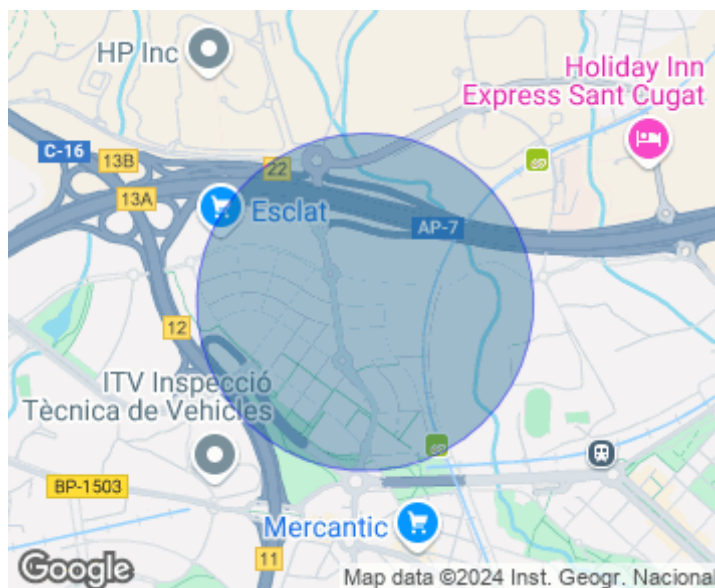 HP Inc
Holiday Inn
Express Sant Cugat
C-16
13B
22
13A
Esclat
AP-7
12
ITV Inspecció
Tècnica de Vehicles
BP-1503
Mercantic
11
Google
Map data ©2024 Inst. Geogr. Nacional